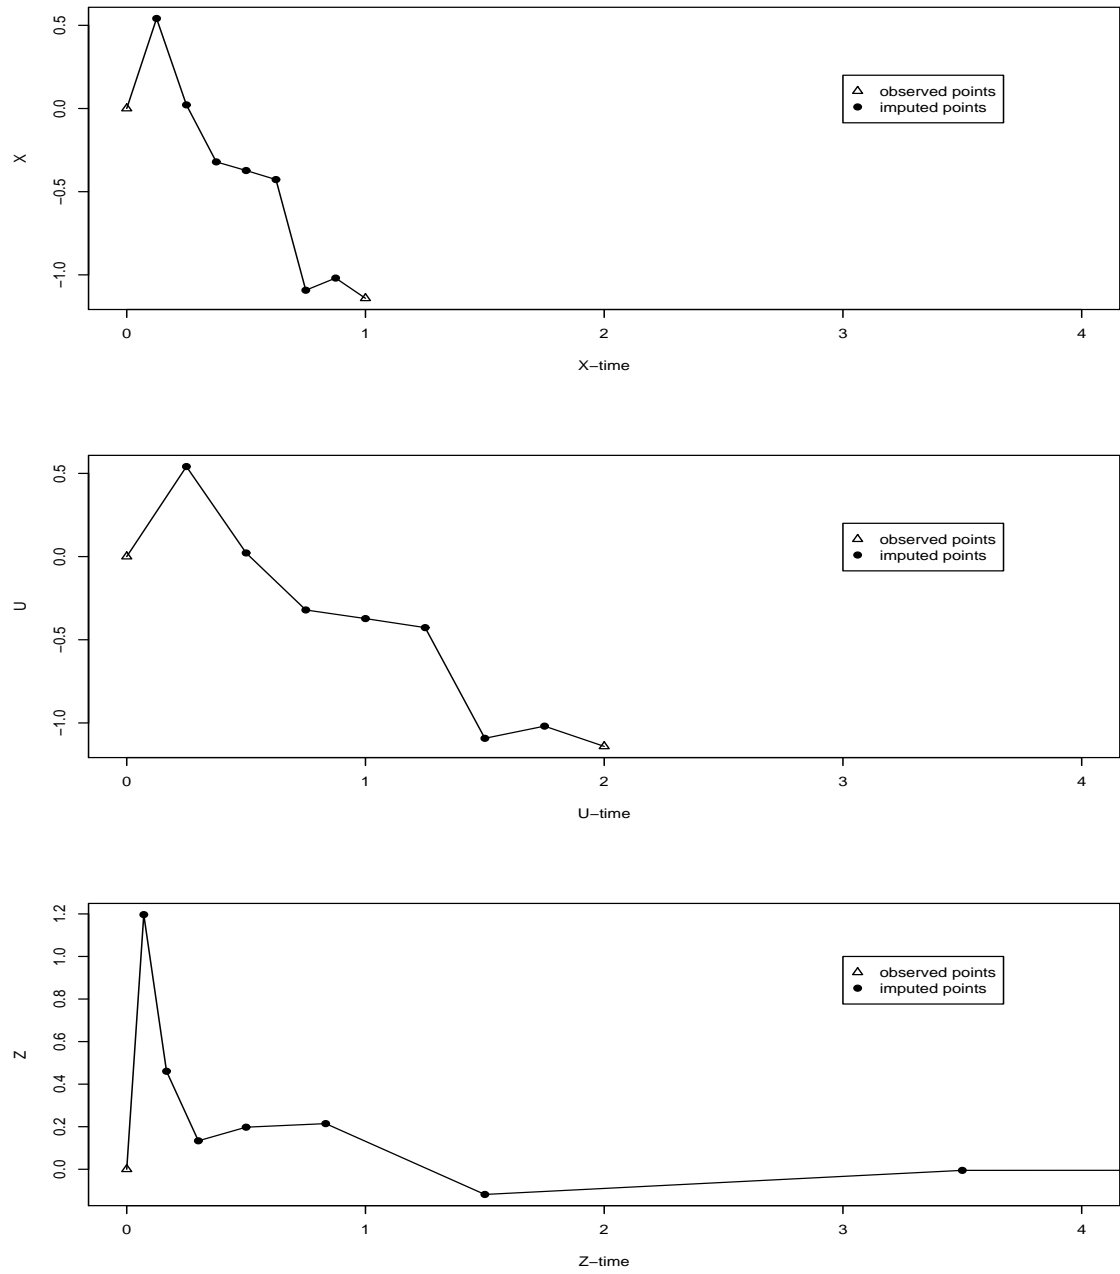 0.5
0.0
−0.5
−1.0
X
observed points
imputed points
0 1 2 3 4
X−time
0.5
0.0
−0.5
−1.0
U
observed points
imputed points
0 1 2 3 4
U−time
1.2
1.0
0.8
0.6
0.4
0.2
0.0
Z
observed points
imputed points
0 1 2 3 4
Z−time